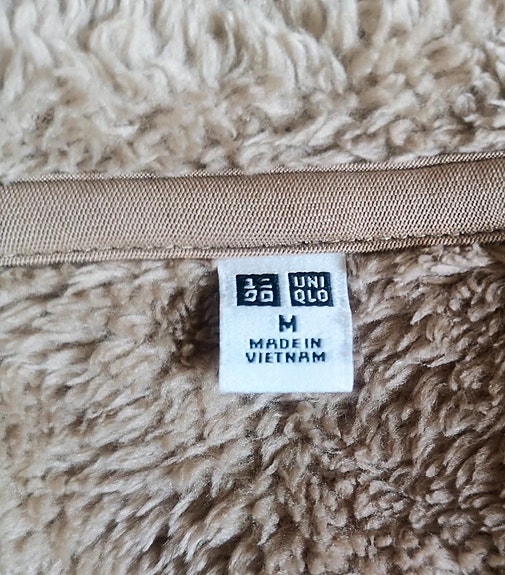 ユニ UNI
クロ QLO
M
MADE IN
VIETNAM